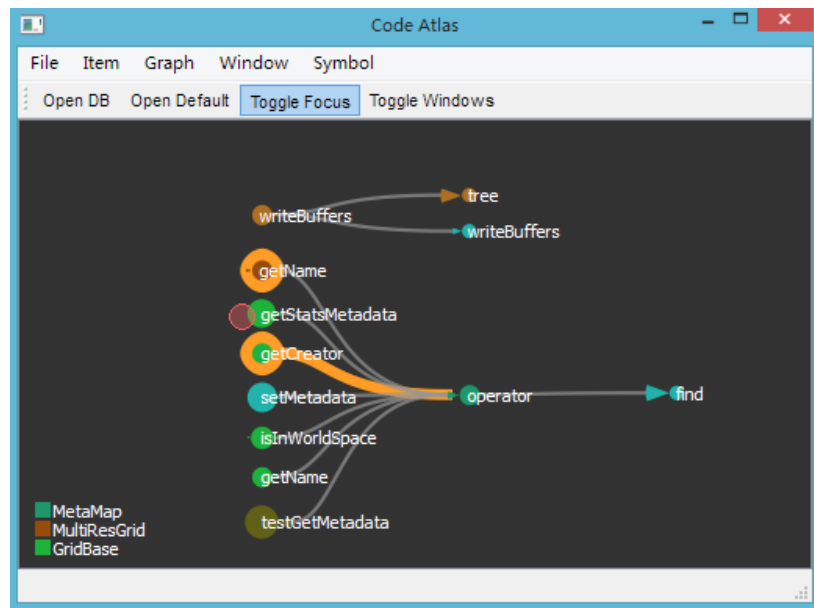 Code Atlas
File Item Graph Window Symbol
Open DB Open Default Toggle Focus Toggle Windows
tree
writeBuffers
writeBuffers
getName
getStatsMetadata
getCreator
setMetadata
operator
find
isInWorldSpace
getName
testGetMetadata
MetaMap
MultiResGrid
GridBase